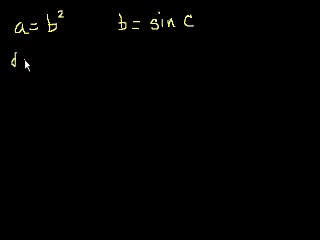 a = b² b = sin c
d